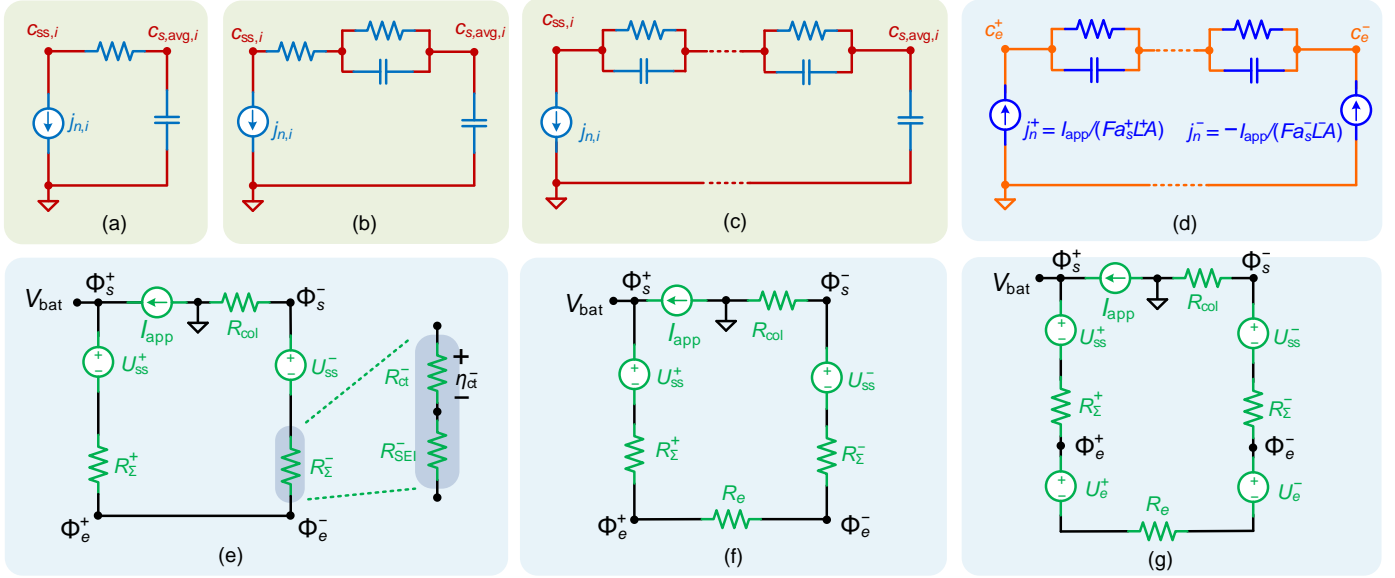 c_ss,i
c_s,avg,i
j_n,i
(a)
c_ss,i
c_s,avg,i
j_n,i
(b)
c_ss,i
c_s,avg,i
j_n,i
(c)
c_e^+
c_e^−
j_n^+ = I_app/(Fa_s^+L^+A)
j_n^− = −I_app/(Fa_s^−L^−A)
(d)
V_bat
Φ_s^+
Φ_s^−
I_app
R_col
U_ss^+
U_ss^−
R_ct^−
+
η_ct^−
−
R_Σ^+
R_Σ^−
R_SEI^−
Φ_e^+
Φ_e^−
(e)
V_bat
Φ_s^+
Φ_s^−
I_app
R_col
U_ss^+
U_ss^−
R_Σ^+
R_Σ^−
R_e
Φ_e^+
Φ_e^−
(f)
V_bat
Φ_s^+
Φ_s^−
I_app
R_col
U_ss^+
U_ss^−
R_Σ^+
R_Σ^−
Φ_e^+
Φ_e^−
U_e^+
U_e^−
R_e
(g)